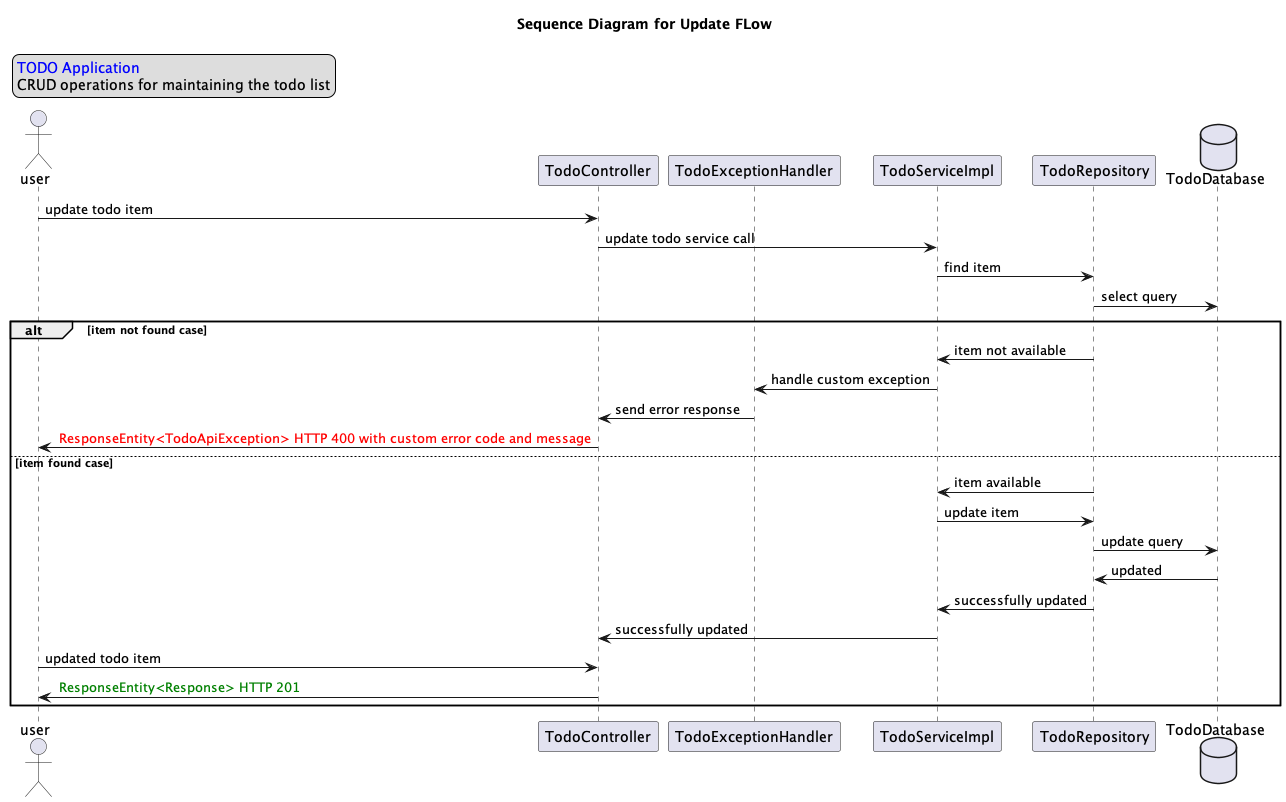 Sequence Diagram for Update FLow
TODO Application
CRUD operations for maintaining the todo list
user
TodoController
TodoExceptionHandler
TodoServiceImpl
TodoRepository
TodoDatabase
update todo item
update todo service call
find item
select query
alt
[item not found case]
item not available
handle custom exception
send error response
ResponseEntity<TodoApiException> HTTP 400 with custom error code and message
[item found case]
item available
update item
update query
updated
successfully updated
successfully updated
updated todo item
ResponseEntity<Response> HTTP 201
user
TodoController
TodoExceptionHandler
TodoServiceImpl
TodoRepository
TodoDatabase